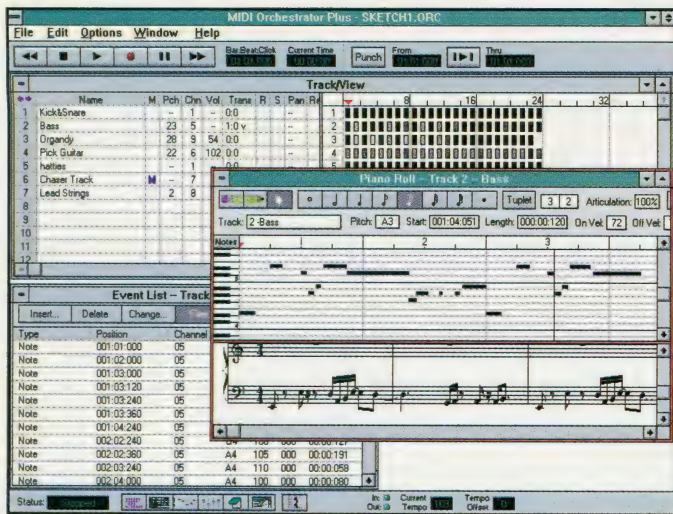 MIDI Orchestrator Plus - SKETCH1.ORC
File Edit Options Window Help
Bar:Beat:Click Current Time Punch From Thru
Track/View
Name M Pch Chn Vol Trans R S Pan
8 16 24 32
1 Kick&Snare -- 1 -- 0:0 -- 1
2 Bass 23 5 -- 1:0 v -- 2
3 Organdy 28 9 54 0:0 -- 3
4 Pick Guitar 22 6 102 0:0 -- 4
5 hatties -- 1
6 Chaser Track M -- 7
7 Lead Strings 2 8
8
9
10
11
12
Piano Roll -- Track 2 -- Bass
Tuplet 3 2 Articulation: 100%
Track: 2-Bass Pitch: A3 Start: 001:04:051 Length: 000:00:120 On Vel: 72 Off Vel:
Notes 2 3
Event List -- Track
Insert... Delete Change...
Type Position Channel
Note 001:01:000 05
Note 001:02:000 05
Note 001:03:000 05
Note 001:03:120 05
Note 001:03:240 05
Note 001:03:360 05
Note 001:04:240 05
Note 002:02:240 05
Note 002:02:360 05 A4 105 000 00:00:191
Note 002:03:240 05 A4 110 000 00:00:058
Note 002:04:000 05 A4 100 000 00:00:080
Status: Stopped In: Out: Current Tempo Tempo Offset